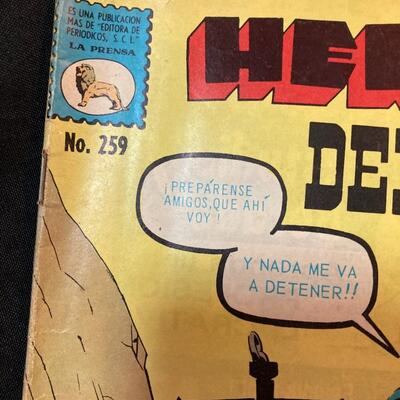 ES UNA PUBLICACION
MAS DE "EDITORA DE
PERIODICOS, S.C.L."
LA PRENSA
No. 259
¡PREPÁRENSE
AMIGOS, QUE AHÍ
VOY!
Y NADA ME VA
A DETENER!!